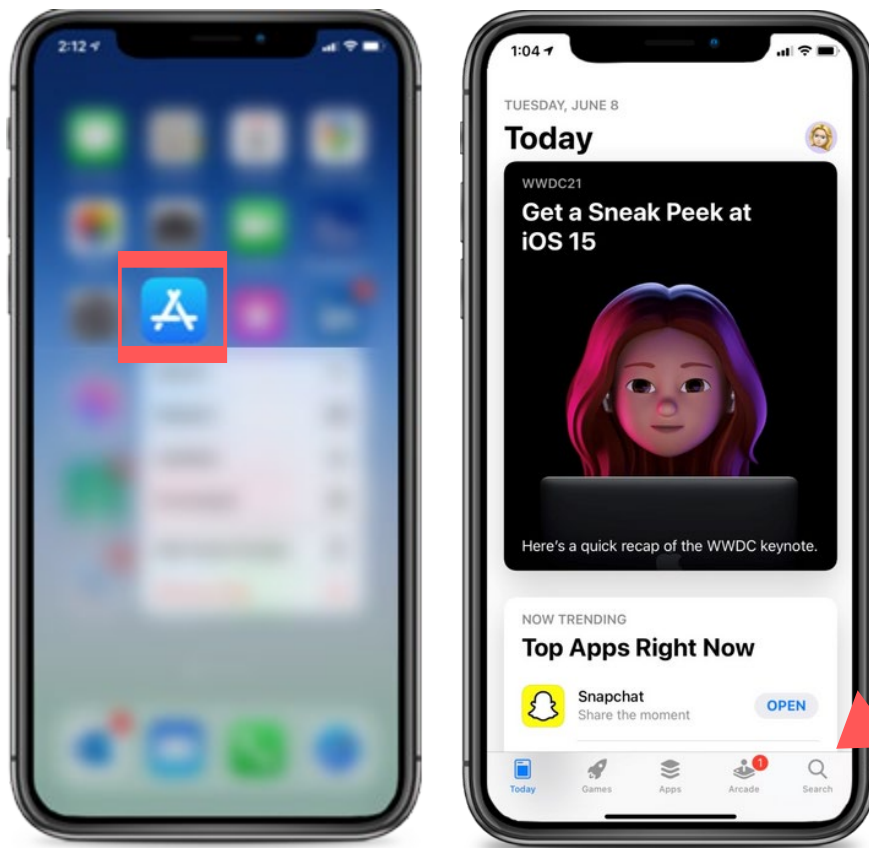 2:12
1:04
TUESDAY, JUNE 8
Today
WWDC21
Get a Sneak Peek at
iOS 15
Here's a quick recap of the WWDC keynote.
NOW TRENDING
Top Apps Right Now
Snapchat
Share the moment
OPEN
1
Today Games Apps Arcade Search